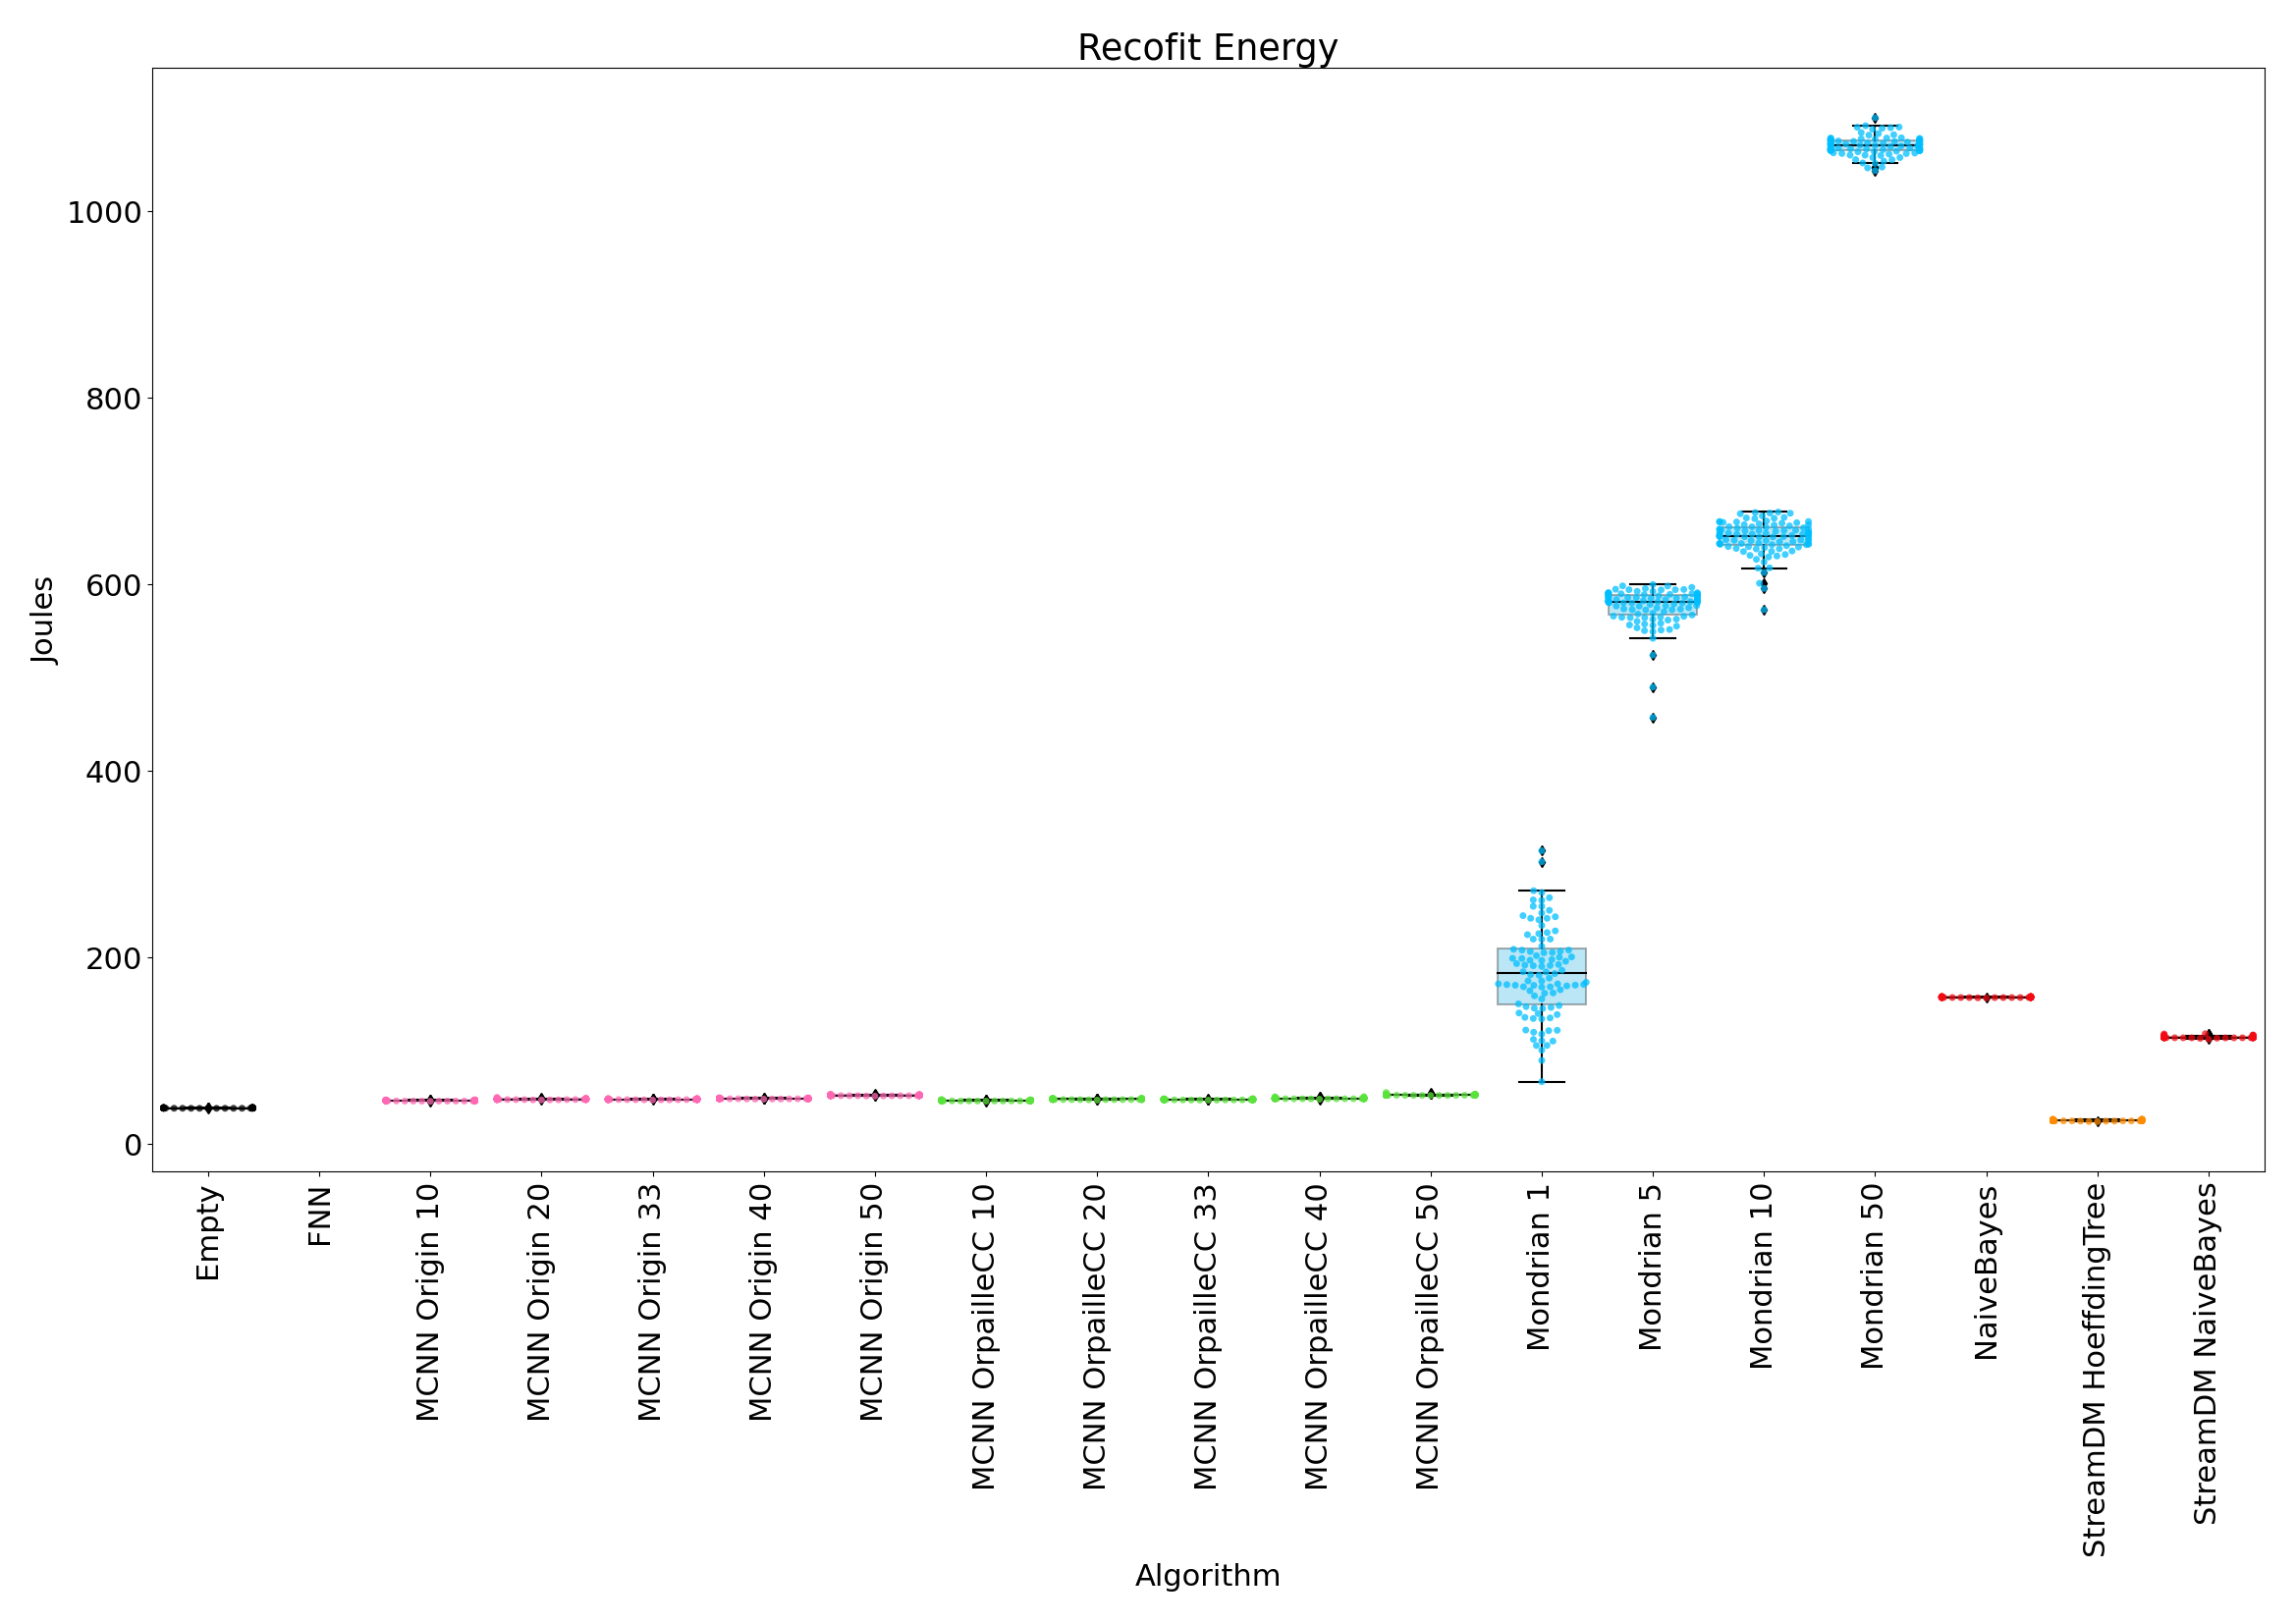 Recofit Energy
Joules
1000
800
600
400
200
0
Empty
FNN
MCNN Origin 10
MCNN Origin 20
MCNN Origin 33
MCNN Origin 40
MCNN Origin 50
MCNN OrpailleCC 10
MCNN OrpailleCC 20
MCNN OrpailleCC 33
MCNN OrpailleCC 40
MCNN OrpailleCC 50
Mondrian 1
Mondrian 5
Mondrian 10
Mondrian 50
NaiveBayes
StreamDM HoeffdingTree
StreamDM NaiveBayes
Algorithm